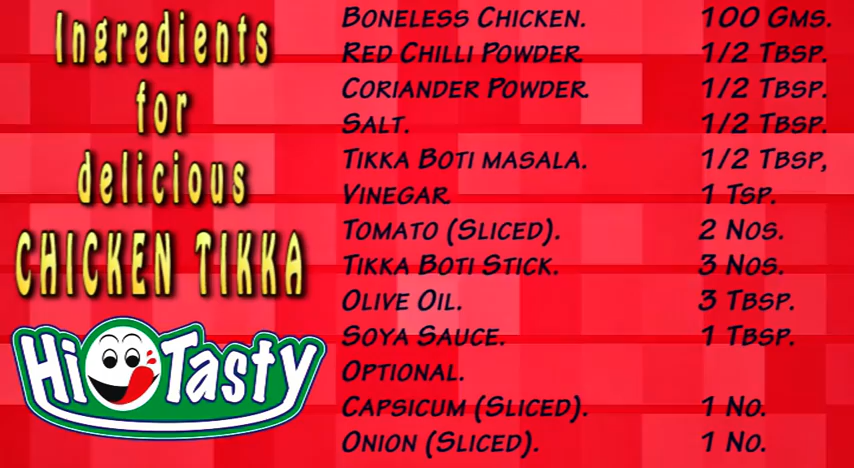 Ingredients
for
delicious
CHICKEN TIKKA
Hi Tasty
BONELESS CHICKEN. 100 GMS.
RED CHILLI POWDER. 1/2 TBSP.
CORIANDER POWDER. 1/2 TBSP.
SALT. 1/2 TBSP.
TIKKA BOTI MASALA. 1/2 TBSP,
VINEGAR. 1 TSP.
TOMATO (SLICED). 2 NOS.
TIKKA BOTI STICK. 3 NOS.
OLIVE OIL. 3 TBSP.
SOYA SAUCE. 1 TBSP.
OPTIONAL.
CAPSICUM (SLICED). 1 NO.
ONION (SLICED). 1 NO.